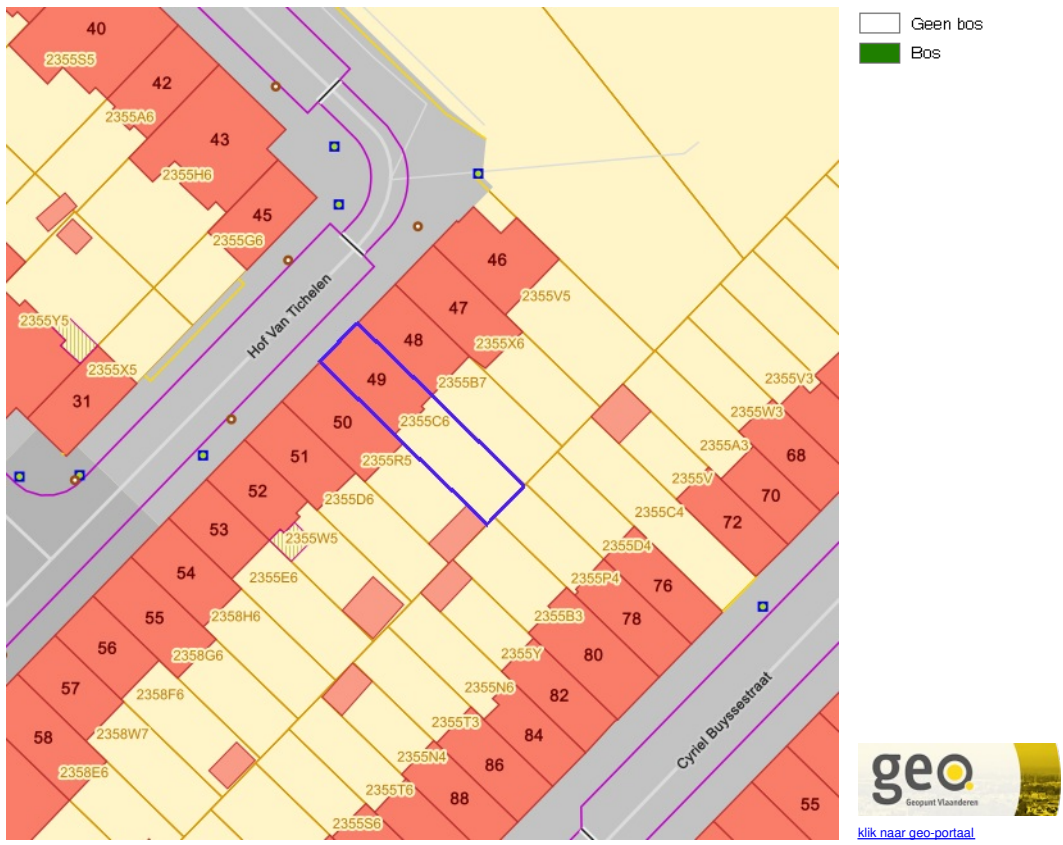 Geen bos
Bos
40
2355S5
42
2355A6
43
2355H6
45
2355G6
46
2355V5
47
2355X6
48
2355B7
49
2355C6
50
2355R5
51
2355D6
52
2355W5
53
2355E6
54
2358H6
55
2358G6
56
2358F6
57
2358W7
58
2358E6
Hof Van Tichelen
2355Y5
2355X5
31
2355V3
2355W3
68
2355A3
70
2355V
72
2355C4
2355D4
76
2355P4
78
2355B3
80
2355Y
82
2355N6
84
2355T3
86
2355N4
88
2355T6
2355S6
Cyriel Buyssestraat
55
geo.
Geopunt Vlaanderen
klik naar geo-portaal